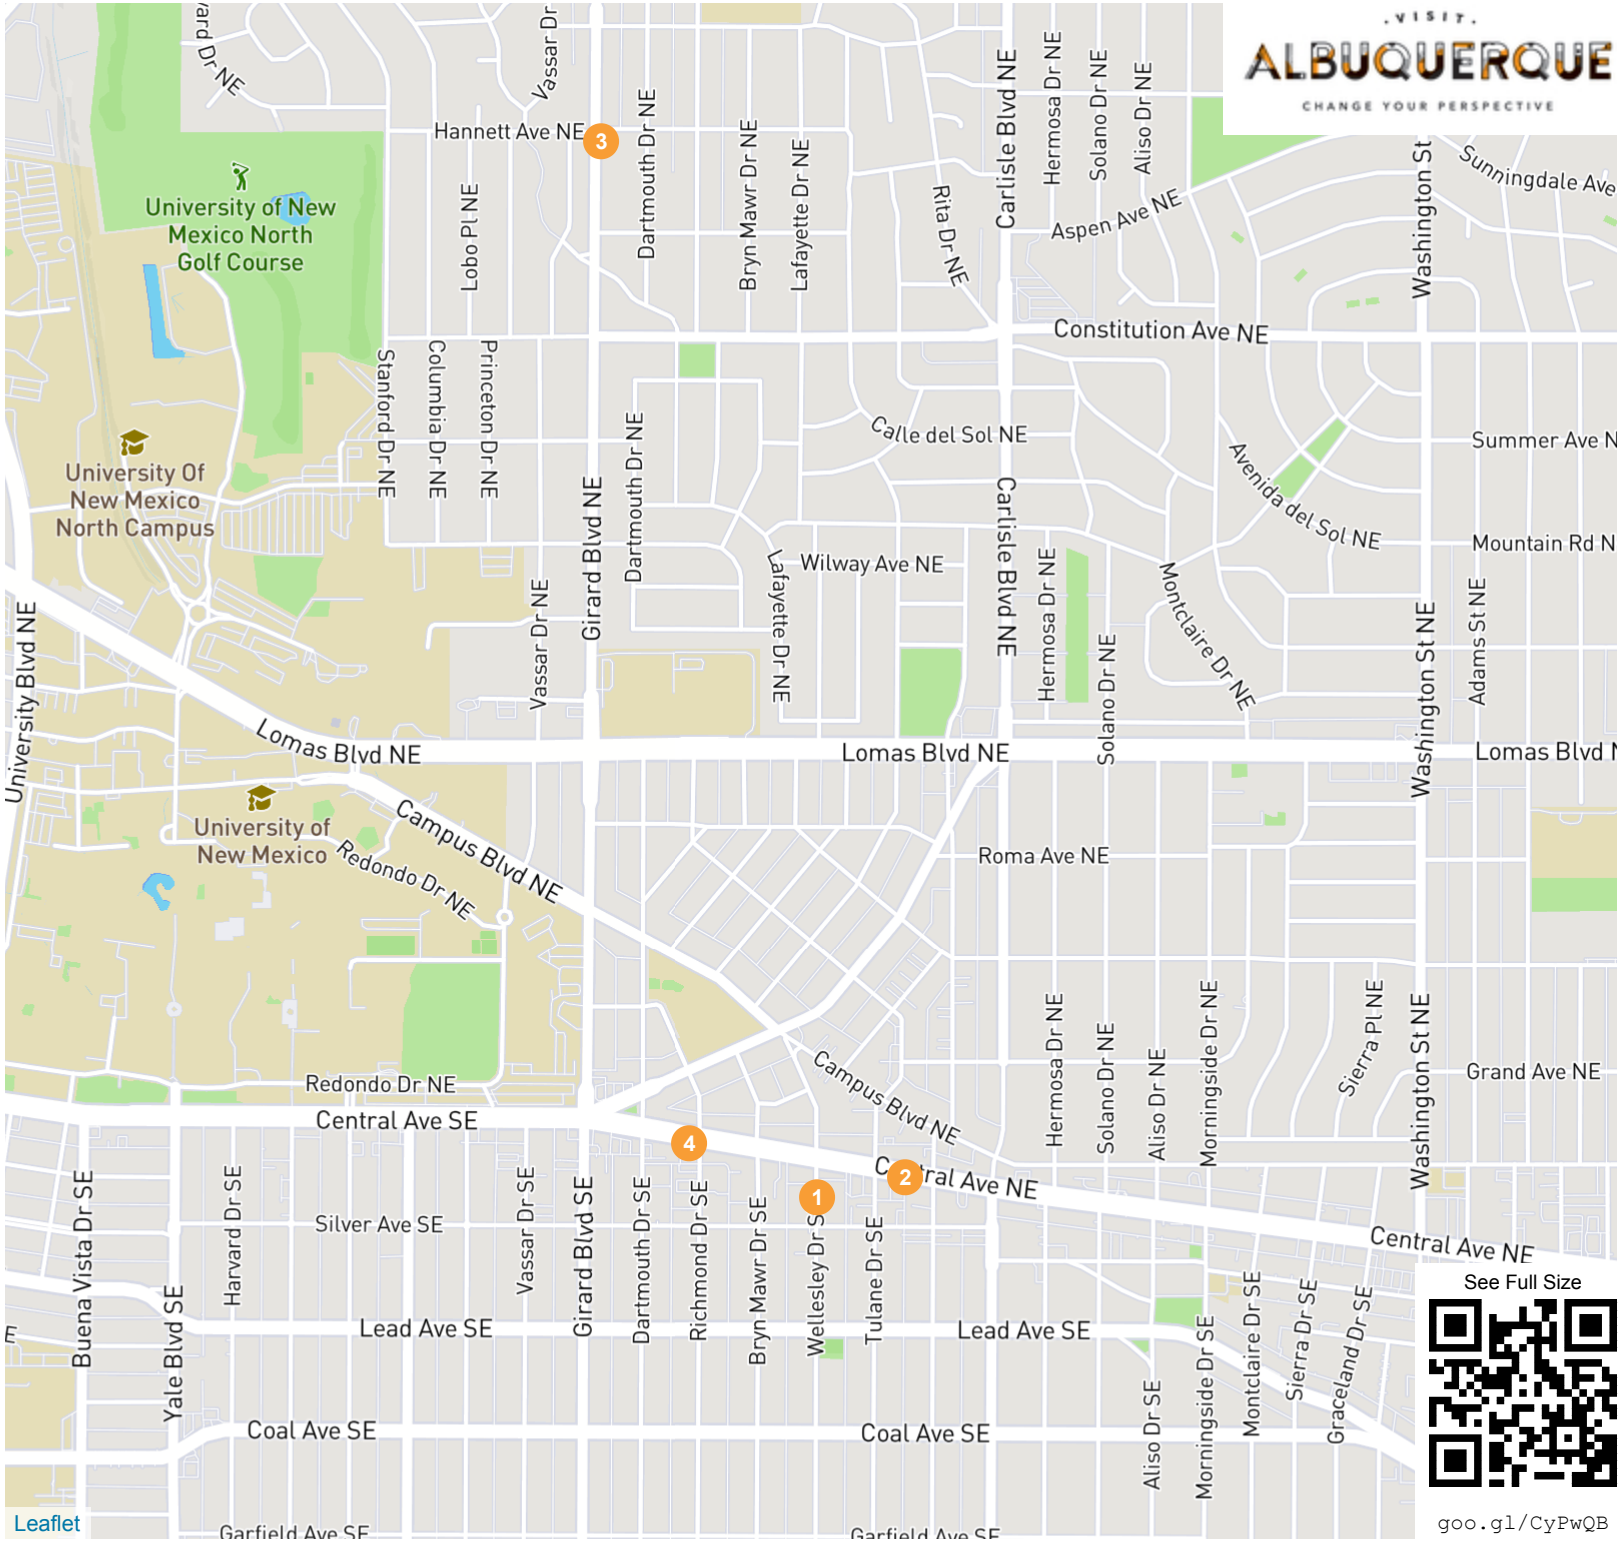 .VISIT.
ALBUQUERQUE
CHANGE YOUR PERSPECTIVE
Vassar Dr
Hannett Ave NE
3
Dartmouth Dr NE
Bryn Mawr Dr NE
Lafayette Dr NE
Lobo Pl NE
Rita Dr NE
Carlisle Blvd NE
Hermosa Dr NE
Solano Dr NE
Aliso Dr NE
Aspen Ave NE
Washington St
Sunningdale Ave
University of New
Mexico North
Golf Course
Constitution Ave NE
Stanford Dr NE
Columbia Dr NE
Princeton Dr NE
Girard Blvd NE
Dartmouth Dr NE
Calle del Sol NE
Carlisle Blvd NE
Avenida del Sol NE
Summer Ave N
Mountain Rd N
University Of
New Mexico
North Campus
Wilway Ave NE
Lafayette Dr NE
Vassar Dr NE
Hermosa Dr NE
Solano Dr NE
Montclaire Dr NE
Washington St NE
Adams St NE
University Blvd NE
Lomas Blvd NE
Lomas Blvd NE
Lomas Blvd N
University of
New Mexico
Campus Blvd NE
Redondo Dr NE
Roma Ave NE
Hermosa Dr NE
Solano Dr NE
Aliso Dr NE
Morningside Dr NE
Sierra Pl NE
Washington St NE
Grand Ave NE
Redondo Dr NE
Campus Blvd NE
Central Ave SE
4
2
Central Ave NE
1
Central Ave NE
Buena Vista Dr SE
Yale Blvd SE
Harvard Dr SE
Silver Ave SE
Vassar Dr SE
Girard Blvd SE
Dartmouth Dr SE
Richmond Dr SE
Bryn Mawr Dr SE
Wellesley Dr S
Tulane Dr SE
Lead Ave SE
Lead Ave SE
Coal Ave SE
Coal Ave SE
Aliso Dr SE
Morningside Dr SE
Montclaire Dr SE
Sierra Dr SE
Graceland Dr SE
See Full Size
goo.gl/CyPwQB
Leaflet
Garfield Ave SE
Garfield Ave SE